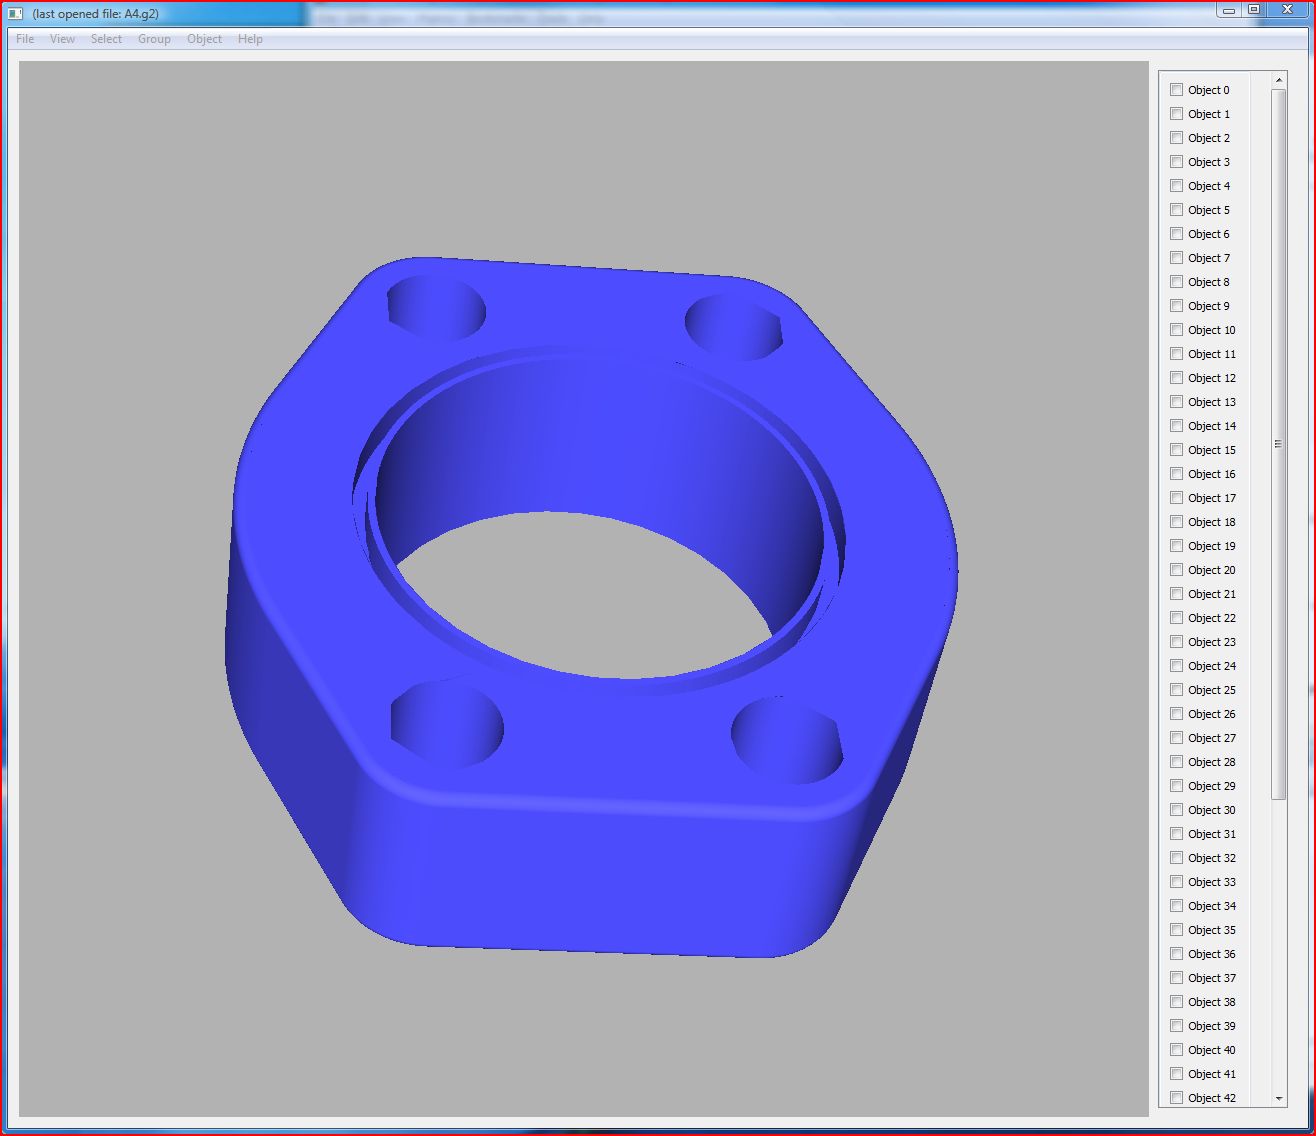 (last opened file: A4.g2)
File View Select Group Object Help
Object 0
Object 1
Object 2
Object 3
Object 4
Object 5
Object 6
Object 7
Object 8
Object 9
Object 10
Object 11
Object 12
Object 13
Object 14
Object 15
Object 16
Object 17
Object 18
Object 19
Object 20
Object 21
Object 22
Object 23
Object 24
Object 25
Object 26
Object 27
Object 28
Object 29
Object 30
Object 31
Object 32
Object 33
Object 34
Object 35
Object 36
Object 37
Object 38
Object 39
Object 40
Object 41
Object 42